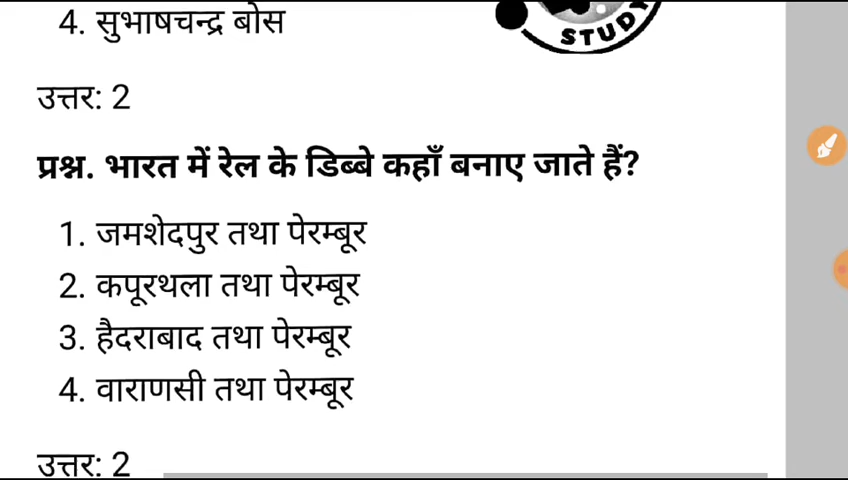 4. सुभाषचन्द्र बोस
STUDY
उत्तर: 2
प्रश्न. भारत में रेल के डिब्बे कहाँ बनाए जाते हैं?
1. जमशेदपुर तथा पेरम्बूर
2. कपूरथला तथा पेरम्बूर
3. हैदराबाद तथा पेरम्बूर
4. वाराणसी तथा पेरम्बूर
उत्तर: 2